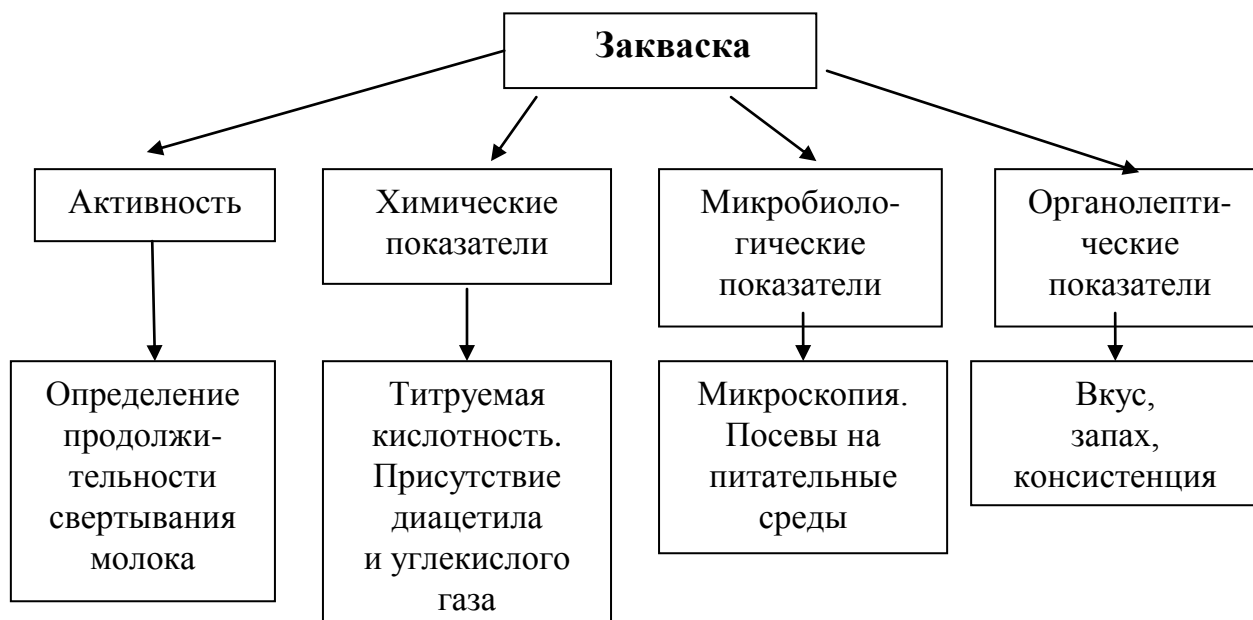 Закваска
Активность
Химические
показатели
Микробиоло-
гические
показатели
Органолепти-
ческие
показатели
Определение
продолжи-
тельности
свертывания
молока
Титруемая
кислотность.
Присутствие
диацетила
и углекислого
газа
Микроскопия.
Посевы на
питательные
среды
Вкус,
запах,
консистенция